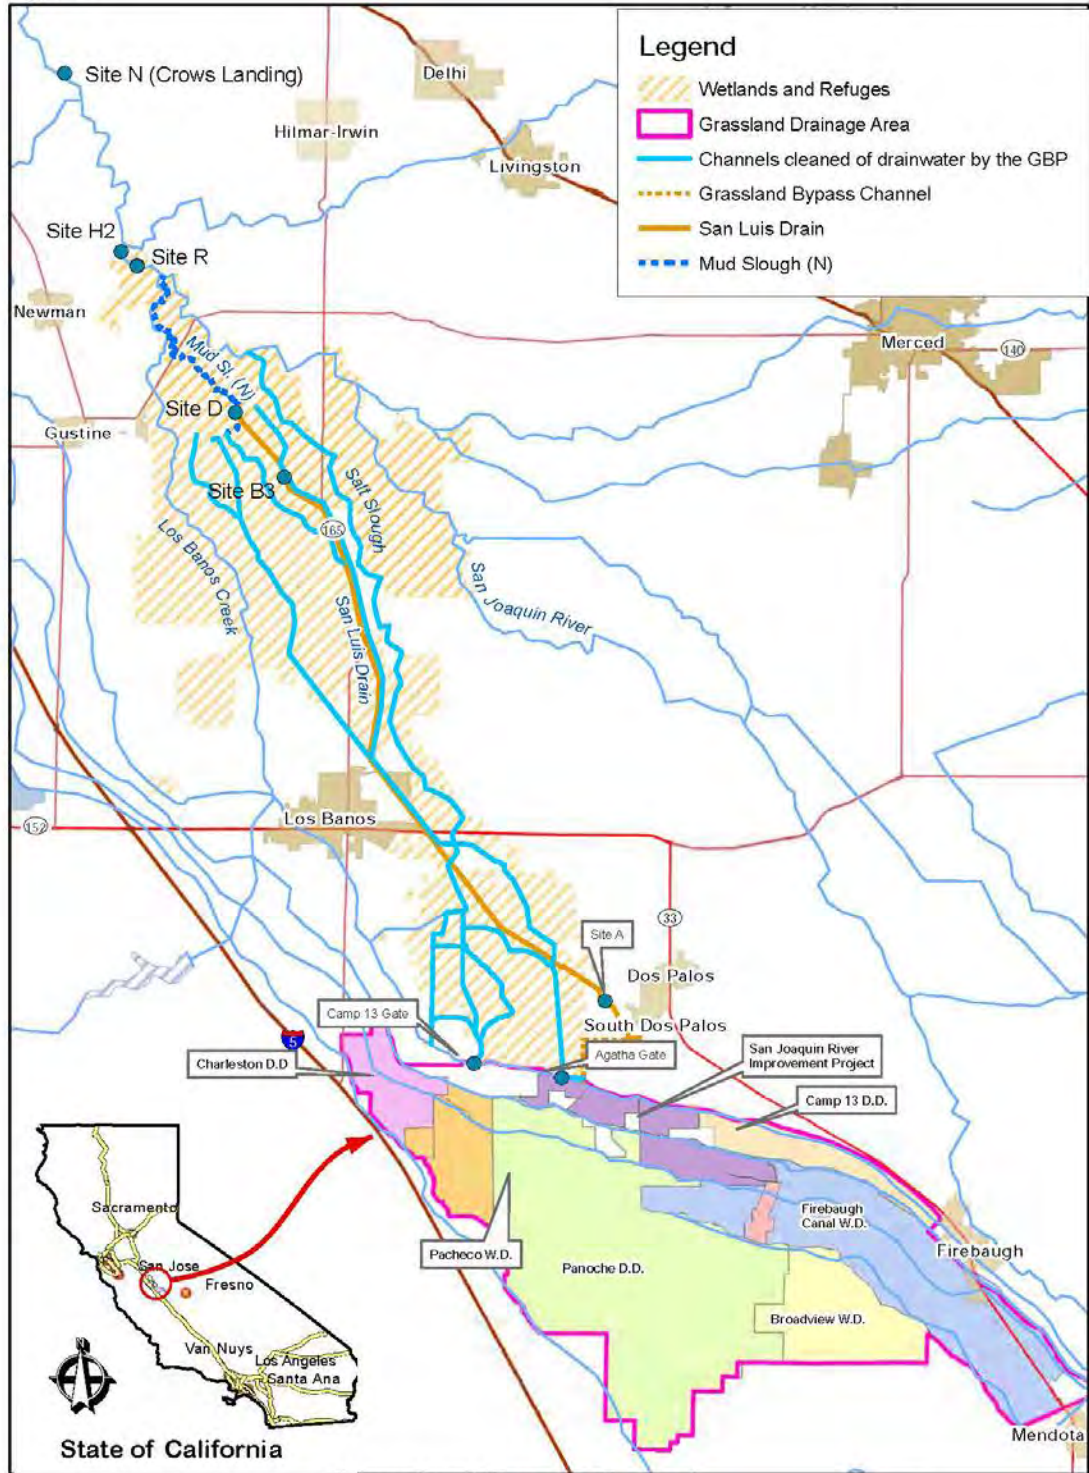 Legend
Wetlands and Refuges
Grassland Drainage Area
Channels cleaned of drainwater by the GBP
Grassland Bypass Channel
San Luis Drain
Mud Slough (N)
Site N (Crows Landing)
Delhi
Hilmar-Irwin
Livingston
Site H2
Site R
Newman
Merced
140
Mud Sl. (N)
Site D
Gustine
Site B3
Salt Slough
165
Los Banos Creek
San Joaquin River
San Luis Drain
Los Banos
152
33
Site A
Dos Palos
South Dos Palos
Camp 13 Gate
5
Agatha Gate
San Joaquin River
Improvement Project
Charleston D.D
Camp 13 D.D.
Firebaugh
Canal W.D.
Firebaugh
Pacheco W.D.
Panoche D.D.
Broadview W.D.
Mendota
Sacramento
San Jose
Fresno
Van Nuys
Los Angeles
Santa Ana
N
State of California